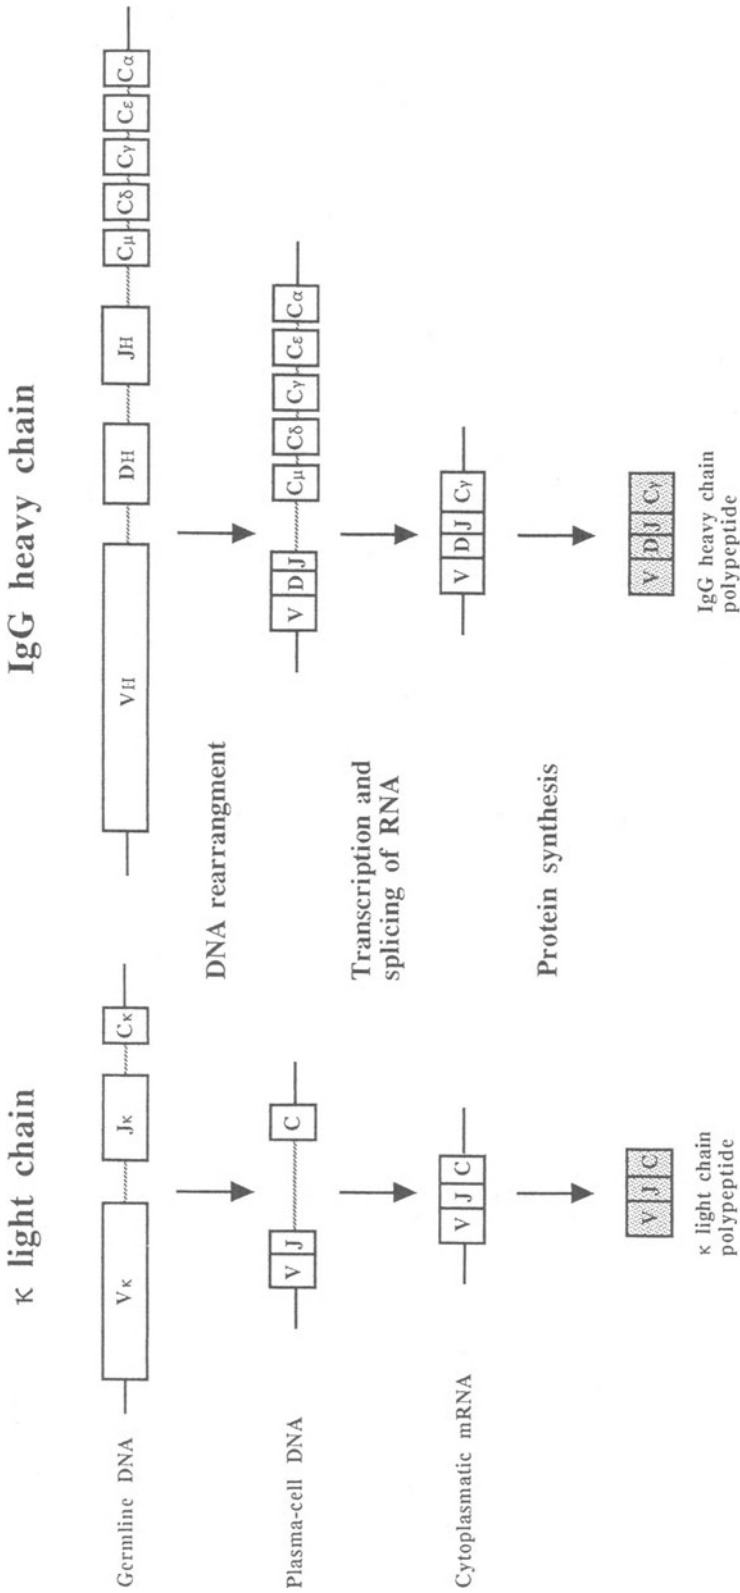 κ light chain
IgG heavy chain
Germline DNA
Vκ
Jκ
Cκ
VH
DH
JH
Cμ
Cδ
Cγ
Cε
Cα
DNA rearrangment
Plasma-cell DNA
V
J
C
V
D
J
Cμ
Cδ
Cγ
Cε
Cα
Transcription and
splicing of RNA
Cytoplasmatic mRNA
V
J
C
V
D
J
Cγ
Protein synthesis
V
J
C
V
D
J
Cγ
κ light chain
polypeptide
IgG heavy chain
polypeptide